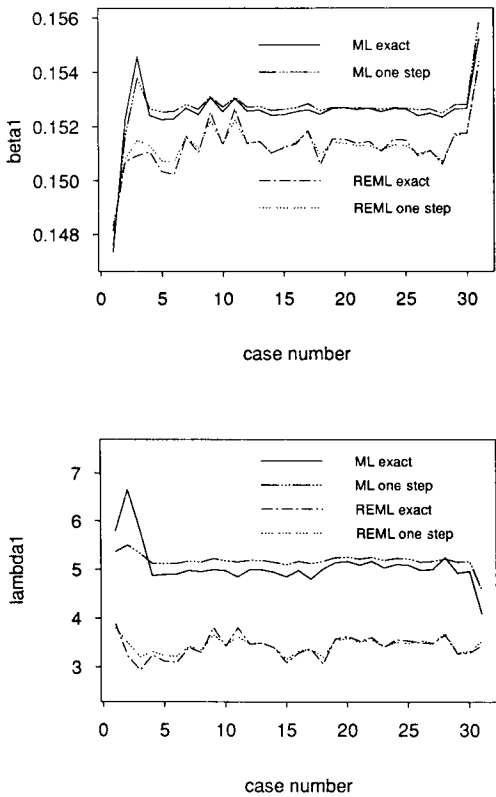 0.156
0.154
0.152
0.150
0.148
beta1
ML exact
ML one step
REML exact
REML one step
0
5
10
15
20
25
30
case number
7
6
5
4
3
lambda1
ML exact
ML one step
REML exact
REML one step
0
5
10
15
20
25
30
case number